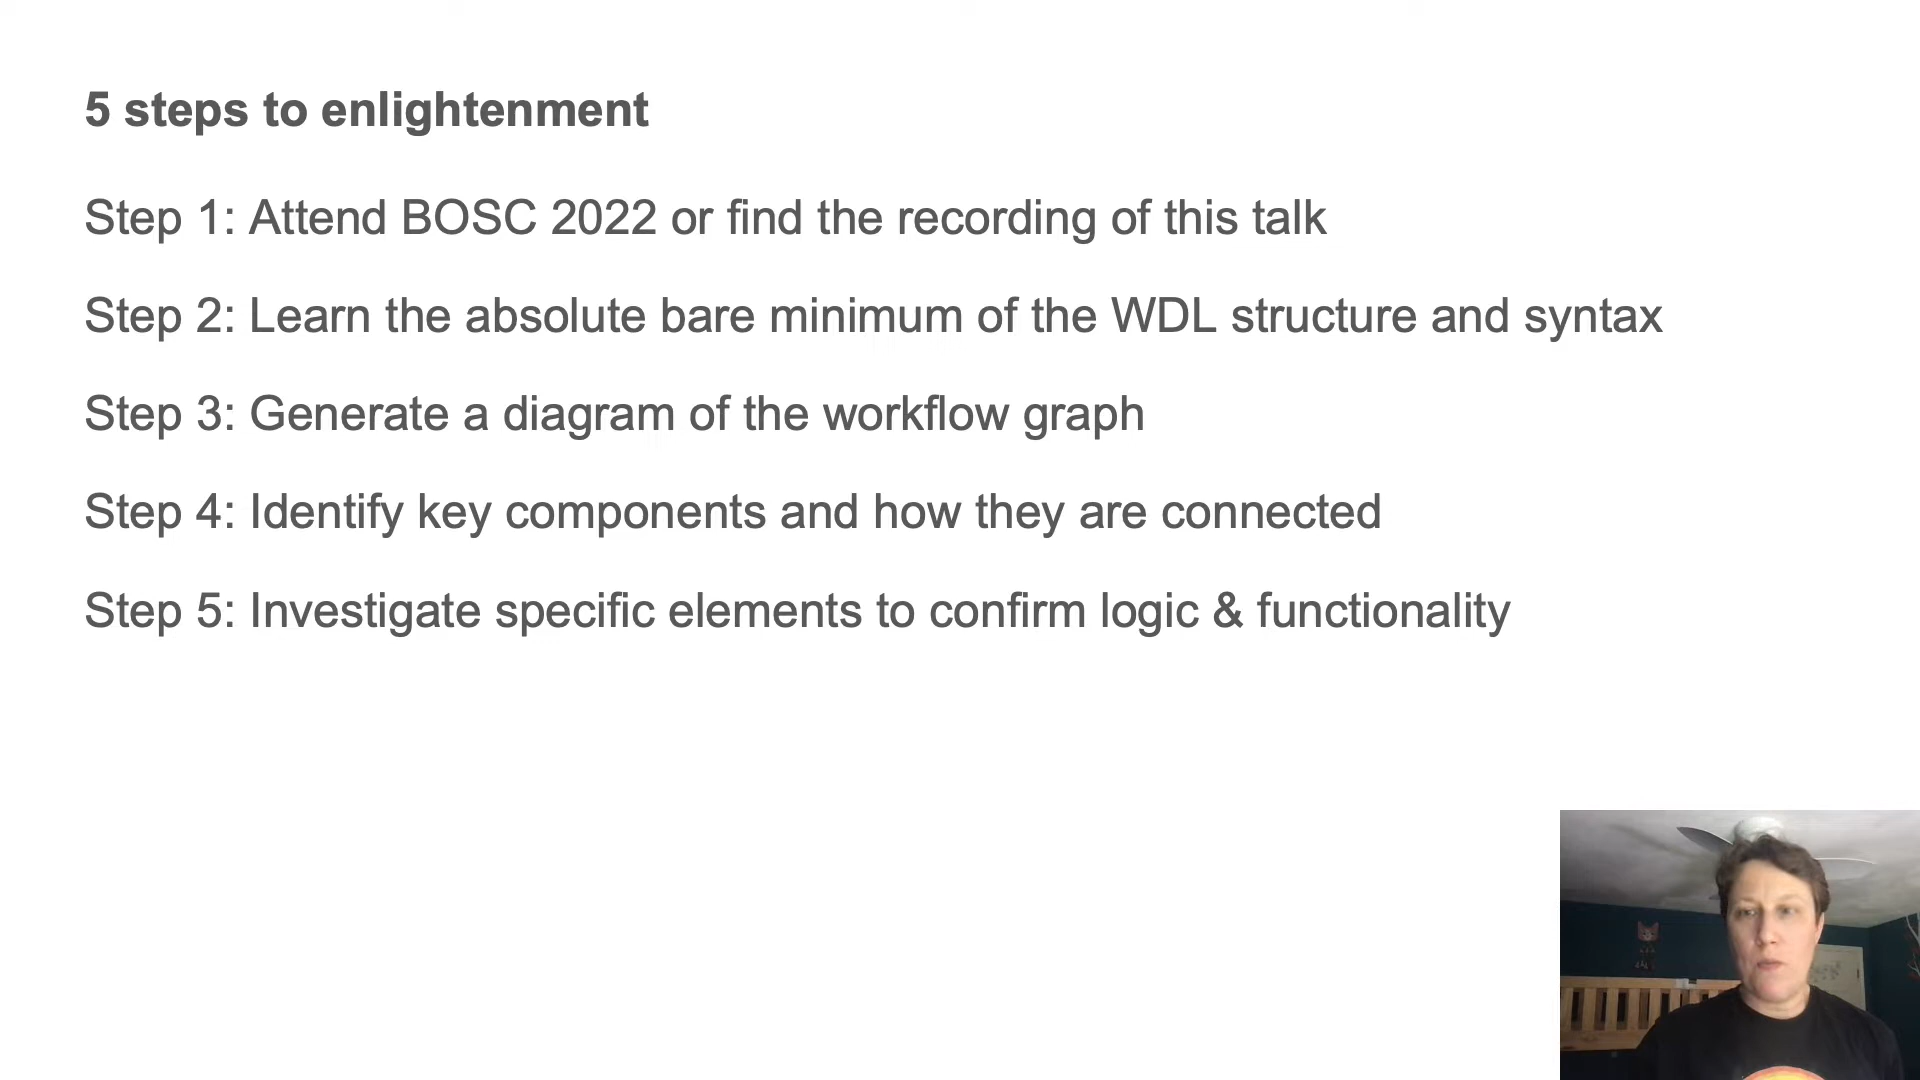 5 steps to enlightenment
Step 1: Attend BOSC 2022 or find the recording of this talk
Step 2: Learn the absolute bare minimum of the WDL structure and syntax
Step 3: Generate a diagram of the workflow graph
Step 4: Identify key components and how they are connected
Step 5: Investigate specific elements to confirm logic & functionality